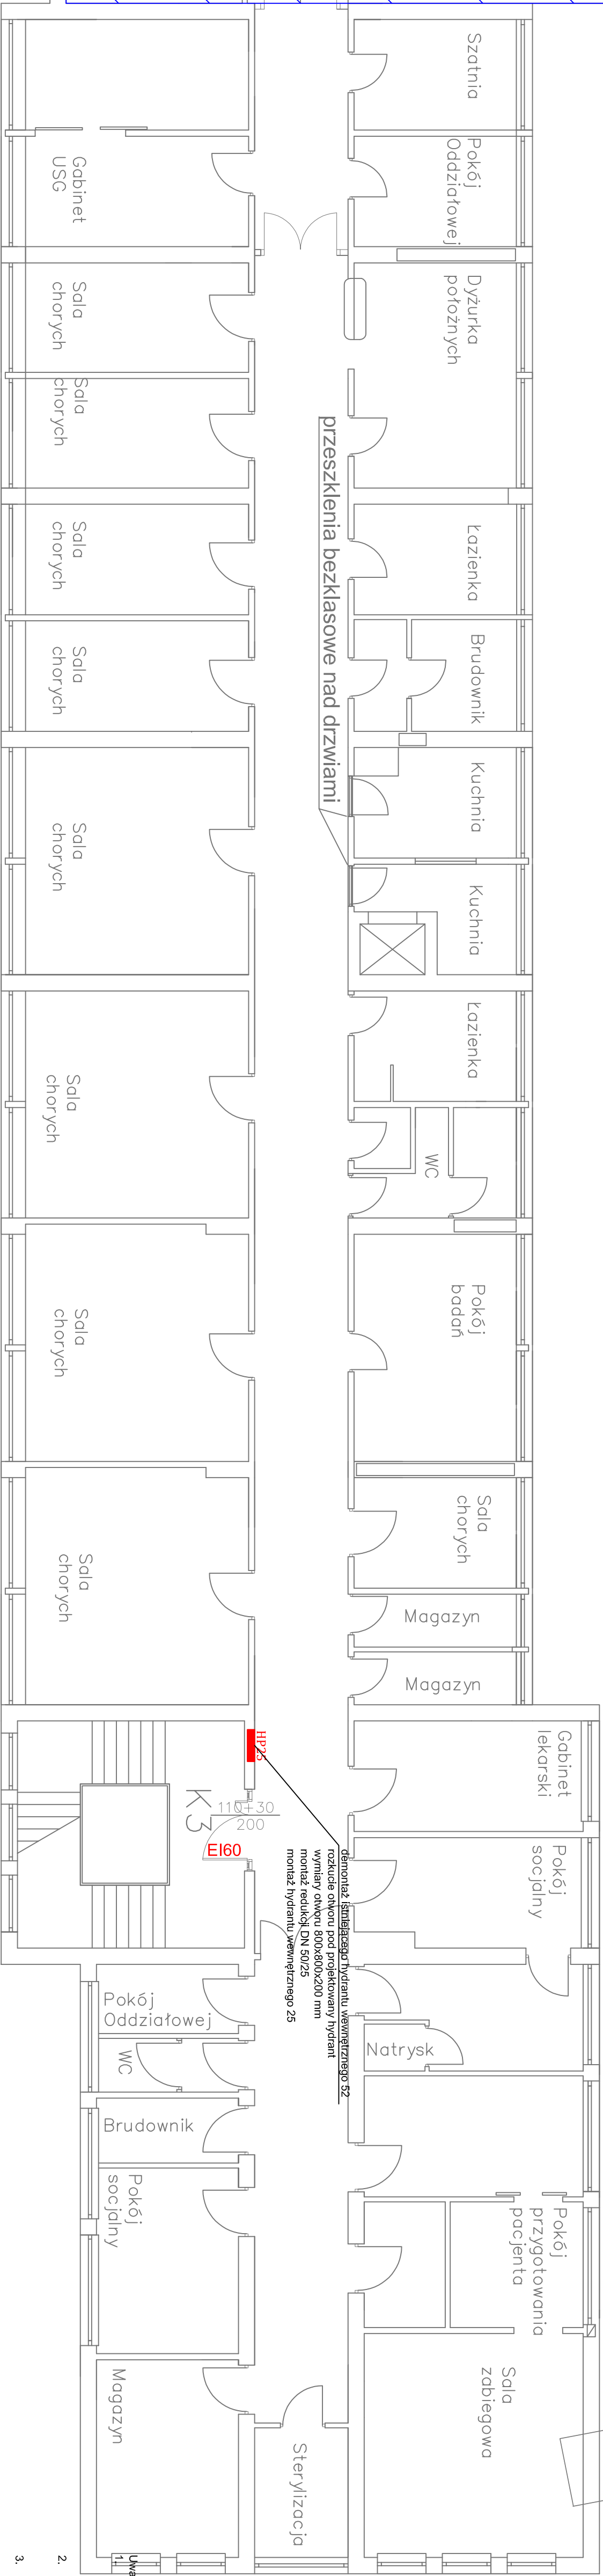 Szatnia
Pokój
Oddziałowej
Gabinet
USG
Dyżurka
położnych
Sala
chorych
Sala
chorych
przeszklenia bezklasowe nad drzwiami
Łazienka
Sala
chorych
Brudownik
Sala
chorych
Kuchnia
Sala
chorych
Kuchnia
Łazienka
Sala
chorych
WC
Pokój
badań
Sala
chorych
Sala
chorych
Sala
chorych
Magazyn
Magazyn
Gabinet
lekarski
HP25
K3
110+30
200
EI60
demontaż istniejącego hydrantu wewnętrznego 52
rozkucie otworu pod projektowany hydrant
wymiary otworu 800x800x200 mm
montaż redukcji DN 50/25
montaż hydrantu wewnętrznego 25
Pokój
socjalny
Pokój
Oddziałowej
Natrysk
WC
Brudownik
Pokój
socjalny
Pokój
przygotowania
pacjenta
Sala
zabiegowa
Magazyn
Sterylizacja
Uwa
1.
2.
3.